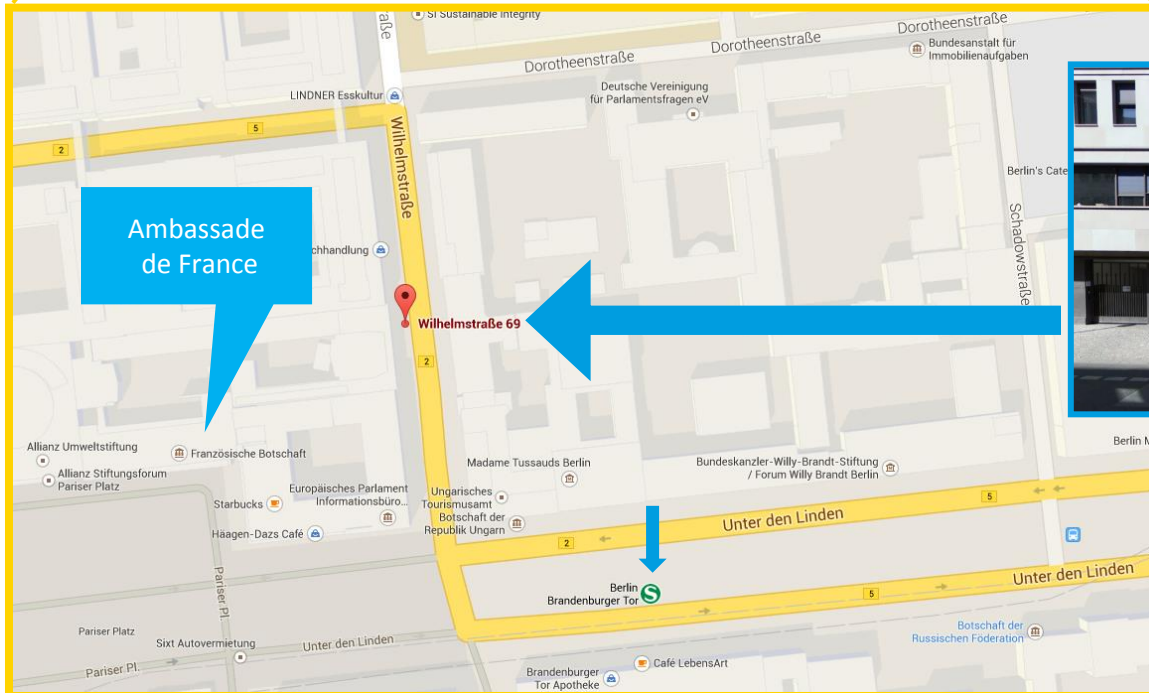 SI Sustainable Integrity
Dorotheenstraße
Dorotheenstraße
Dorotheenstraße
Bundesanstalt für
Immobilienaufgaben
LINDNER Esskultur
Deutsche Vereinigung
für Parlamentsfragen eV
5
2
Wilhelmstraße
Berlin's Cate
Schadowstraße
Ambassade
de France
chhandlung
Wilhelmstraße 69
2
Allianz Umweltstiftung
Französische Botschaft
Allianz Stiftungsforum
Pariser Platz
Madame Tussauds Berlin
Bundeskanzler-Willy-Brandt-Stiftung
/ Forum Willy Brandt Berlin
Berlin M
Starbucks
Europäisches Parlament
Informationsbüro...
Ungarisches
Tourismusamt
Botschaft der
Republik Ungarn
Häagen-Dazs Café
5
Unter den Linden
2
Pariser Pl.
Berlin
Brandenburger Tor
S
5
Unter den Linden
Pariser Platz
Sixt Autovermietung
Unter den Linden
Botschaft der
Russischen Föderation
Pariser Pl.
Brandenburger
Tor Apotheke
Café LebensArt